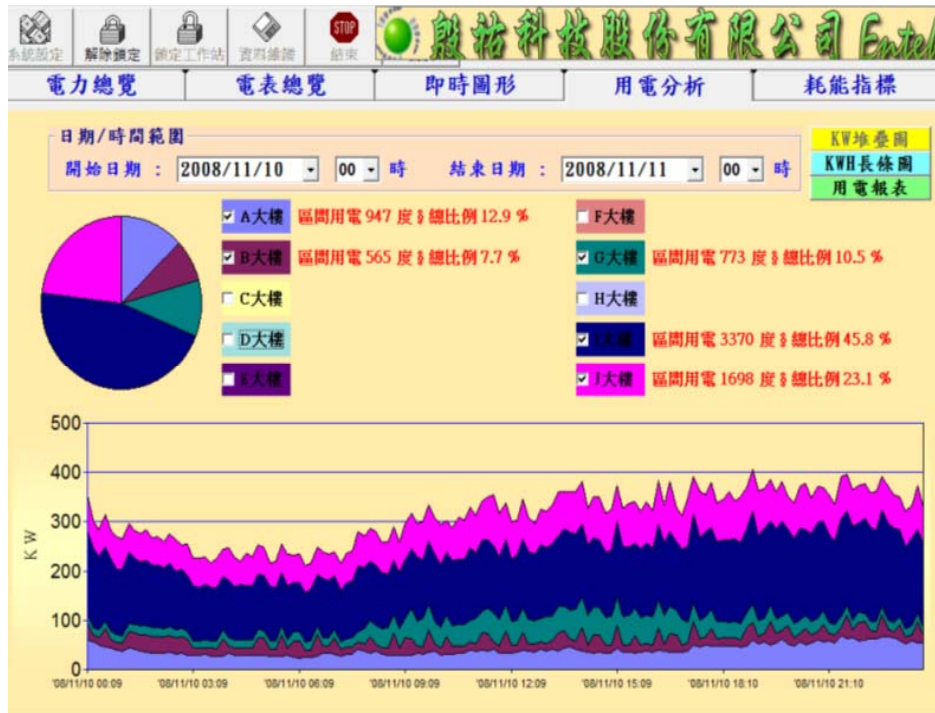 系統設定 解除鎖定 鎖定工作站 資料維護 結束
STOP
殷祐科技股份有限公司 Entel
電力總覽 電表總覽 即時圖形 用電分析 耗能指標
日期/時間範圍
開始日期 : 2008/11/10 00 時 結束日期 : 2008/11/11 00 時
KW堆疊圖
KWH長條圖
用電報表
A大樓 區間用電 947 度 § 總比例 12.9 % F大樓
B大樓 區間用電 565 度 § 總比例 7.7 % G大樓 區間用電 773 度 § 總比例 10.5 %
C大樓 H大樓
D大樓 I大樓 區間用電 3370 度 § 總比例 45.8 %
E大樓 J大樓 區間用電 1698 度 § 總比例 23.1 %
500
400
300
200
100
0
KW
'08/11/10 00:09 '08/11/10 03:09 '08/11/10 06:09 '08/11/10 09:09 '08/11/10 12:09 '08/11/10 15:09 '08/11/10 18:10 '08/11/10 21:10